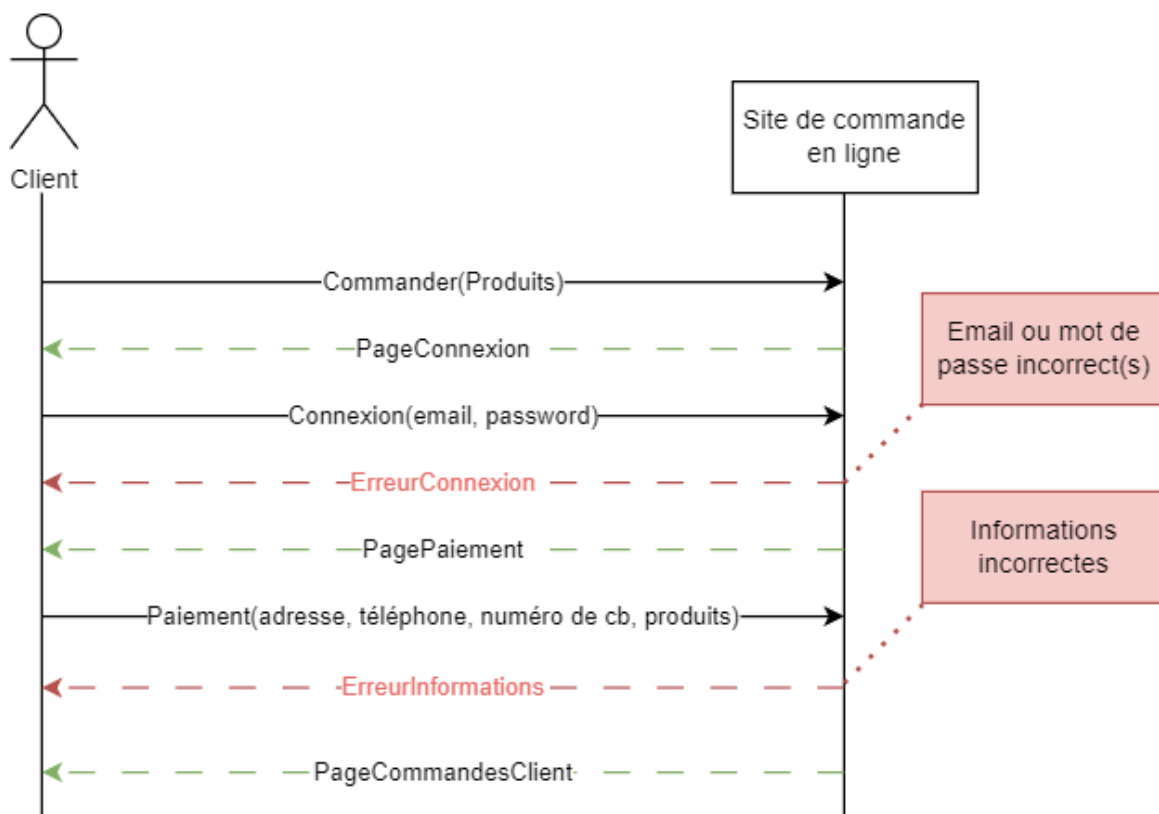 Client
Site de commande
en ligne
Commander(Produits)
PageConnexion
Email ou mot de
passe incorrect(s)
Connexion(email, password)
ErreurConnexion
PagePaiement
Informations
incorrectes
Paiement(adresse, téléphone, numéro de cb, produits)
ErreurInformations
PageCommandesClient